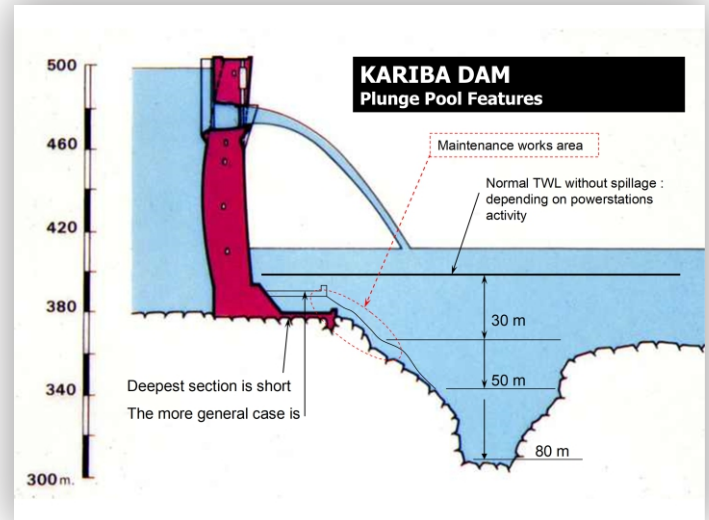 KARIBA DAM
Plunge Pool Features
500
460
420
380
340
300 m.
Maintenance works area
Normal TWL without spillage :
depending on powerstations
activity
30 m
50 m
80 m
Deepest section is short
The more general case is